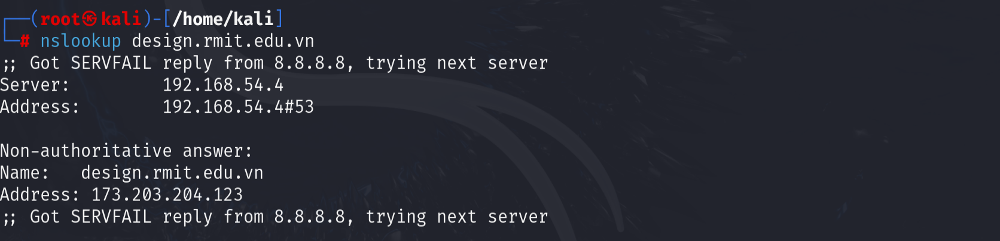 (root㉿kali)-[/home/kali]
# nslookup design.rmit.edu.vn
;; Got SERVFAIL reply from 8.8.8.8, trying next server
Server:         192.168.54.4
Address:        192.168.54.4#53

Non-authoritative answer:
Name:   design.rmit.edu.vn
Address: 173.203.204.123
;; Got SERVFAIL reply from 8.8.8.8, trying next server